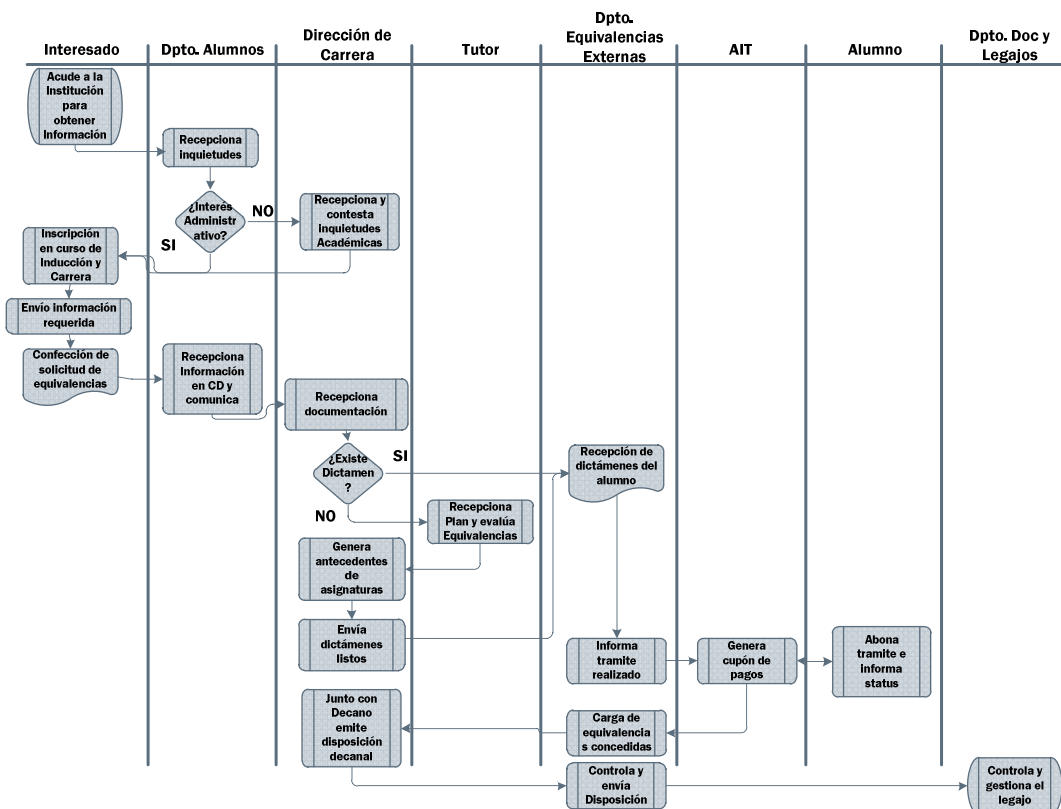 Interesado
Dpto. Alumnos
Dirección de
Carrera
Tutor
Dpto.
Equivalencias
Externas
AIT
Alumno
Dpto. Doc y
Legajos
Acude a la
Institución
para
obtener
Información
Recepciona
inquietudes
¿Interés
Administr
ativo?
NO
SI
Recepciona y
contesta
inquietudes
Académicas
Inscripción
en curso de
Inducción y
Carrera
Envío información
requerida
Confección de
solicitud de
equivalencias
Recepciona
Información
en CD y
comunica
Recepciona
documentación
¿Existe
Dictamen
?
SI
NO
Recepción de
dictámenes del
alumno
Recepciona
Plan y evalúa
Equivalencias
Genera
antecedentes
de
asignaturas
Envía
dictámenes
listos
Informa
tramite
realizado
Genera
cupón de
pagos
Abona
tramite e
informa
status
Junto con
Decano
emite
disposición
decanal
Carga de
equivalencia
s concedidas
Controla y
envía
Disposición
Controla y
gestiona el
legajo